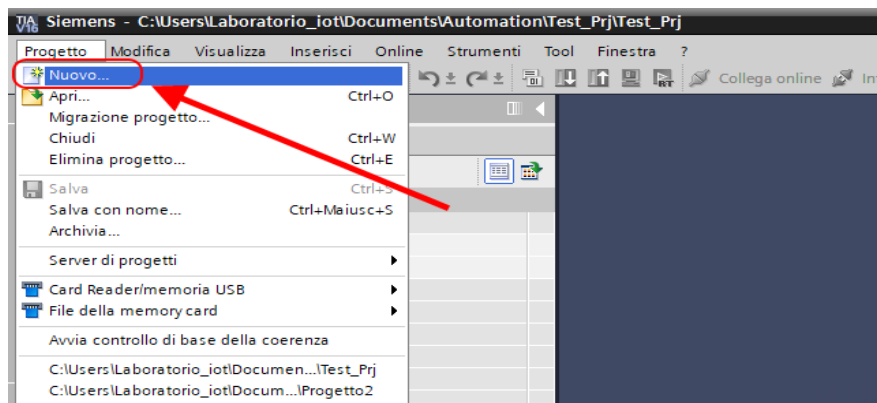 TIA V16 Siemens - C:\Users\Laboratorio_iot\Documents\Automation\Test_Prj\Test_Prj
Progetto Modifica Visualizza Inserisci Online Strumenti Tool Finestra ?
Nuovo...
Collega online
Apri... Ctrl+O
Migrazione progetto...
Chiudi Ctrl+W
Elimina progetto... Ctrl+E
Salva Ctrl+S
Salva con nome... Ctrl+Maiusc+S
Archivia...
Server di progetti
Card Reader/memoria USB
File della memory card
Avvia controllo di base della coerenza
C:\Users\Laboratorio_iot\Documen...\Test_Prj
C:\Users\Laboratorio_iot\Docum...\Progetto2